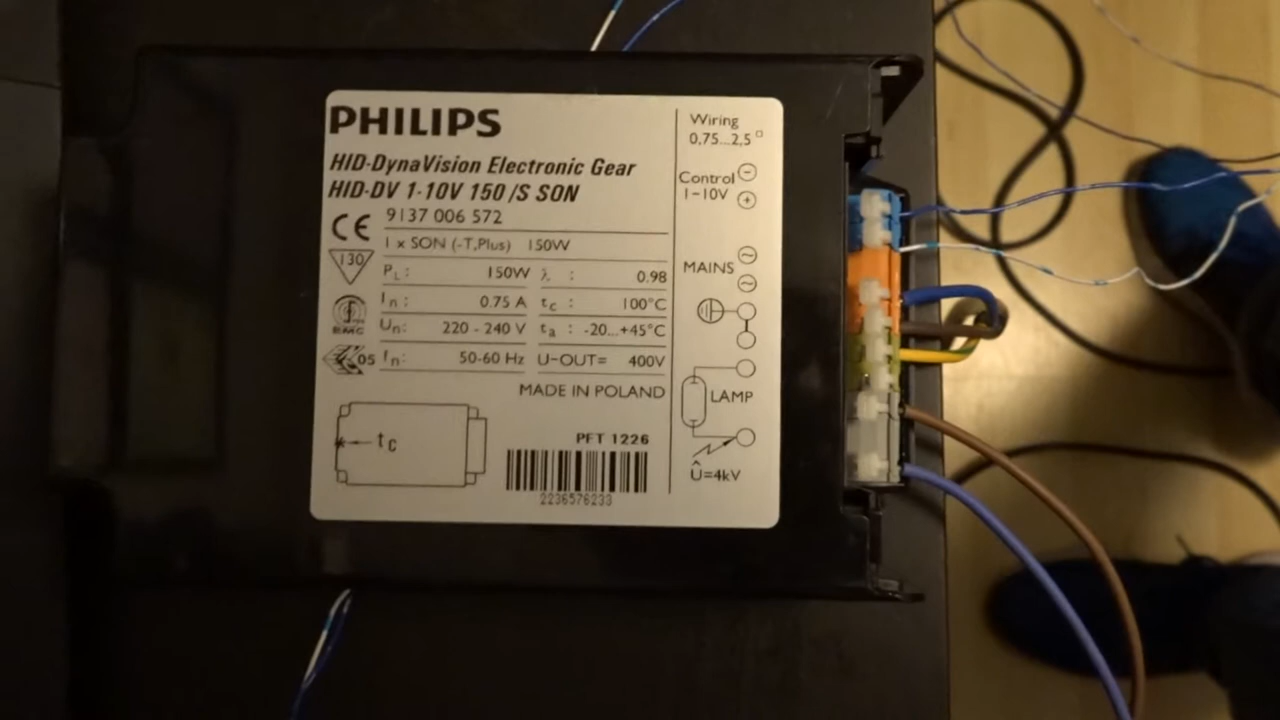 PHILIPS
HID-DynaVision Electronic Gear
HID-DV 1-10V 150 /S SON
CE 9137 006 572
1 x SON (-T,Plus) 150W
130
PL: 150W λ : 0.98
In: 0.75 A tc : 100°C
EMC
Un: 220 - 240 V ta : -20...+45°C
05
fn: 50-60 Hz U-OUT= 400V
MADE IN POLAND
tc
PFT 1226
2236576233
Wiring
0,75...2,5
Control
1-10V
MAINS
LAMP
Û=4kV